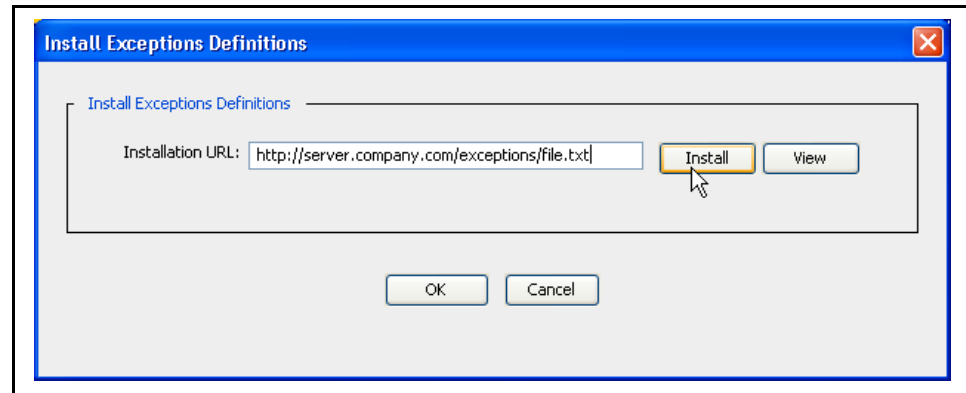 Install Exceptions Definitions
Install Exceptions Definitions
Installation URL: http://server.company.com/exceptions/file.txt Install View
OK Cancel